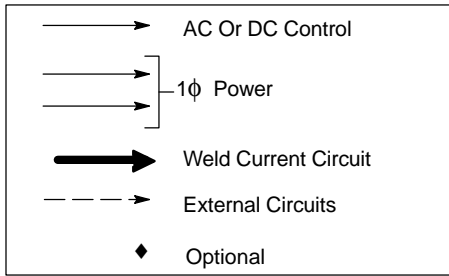 AC Or DC Control
1ϕ Power
Weld Current Circuit
External Circuits
Optional